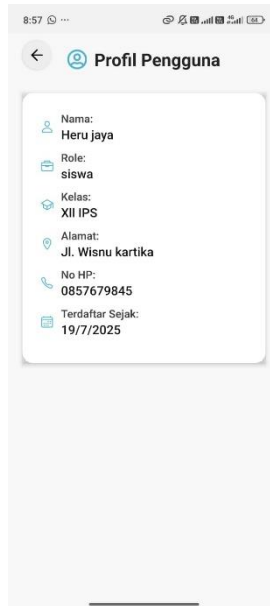 8:57
Profil Pengguna
Nama:
Heru jaya
Role:
siswa
Kelas:
XII IPS
Alamat:
Jl. Wisnu kartika
No HP:
0857679845
Terdaftar Sejak:
19/7/2025